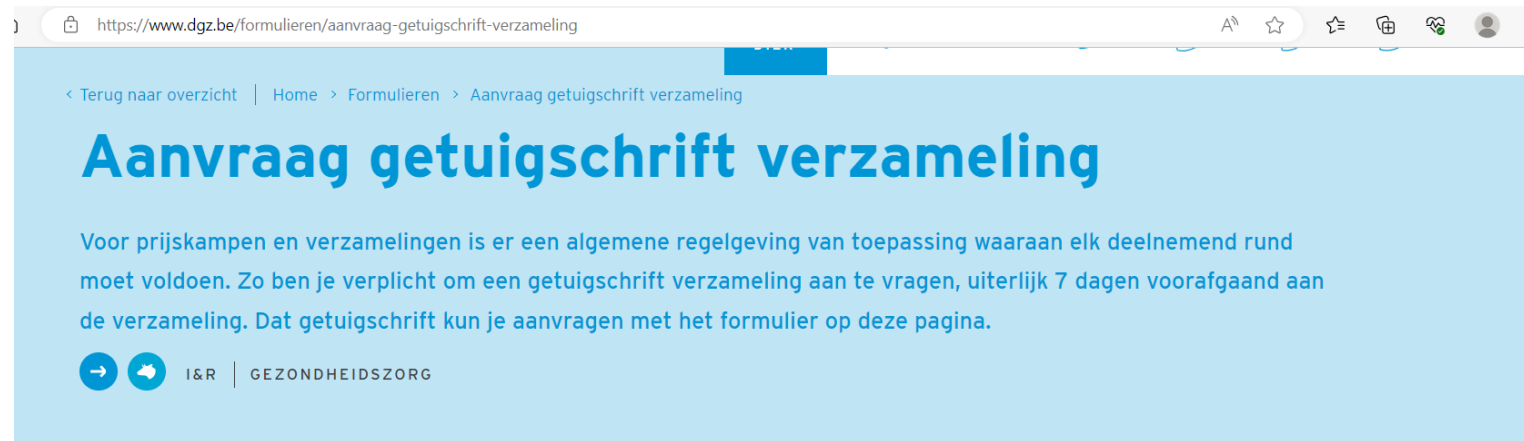 https://www.dgz.be/formulieren/aanvraag-getuigschrift-verzameling
< Terug naar overzicht | Home > Formulieren > Aanvraag getuigschrift verzameling
Aanvraag getuigschrift verzameling
Voor prijskampen en verzamelingen is er een algemene regelgeving van toepassing waaraan elk deelnemend rund
moet voldoen. Zo ben je verplicht om een getuigschrift verzameling aan te vragen, uiterlijk 7 dagen voorafgaand aan
de verzameling. Dat getuigschrift kun je aanvragen met het formulier op deze pagina.
I&R | GEZONDHEIDSZORG